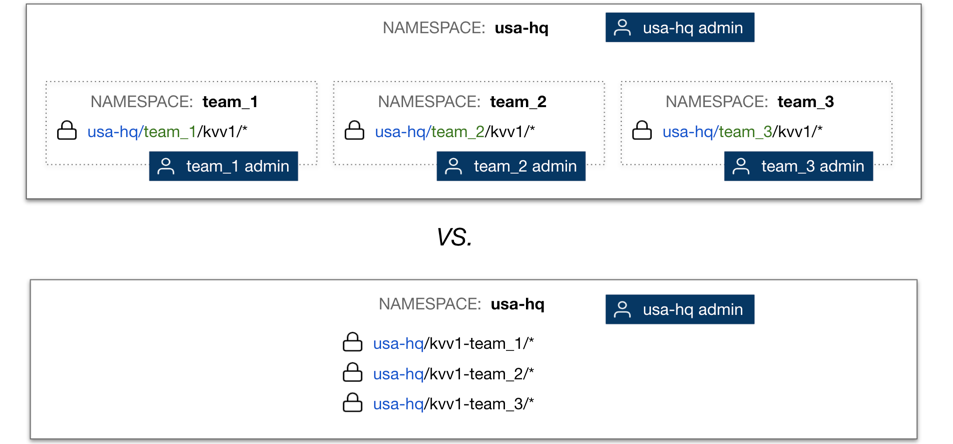 NAMESPACE: usa-hq
usa-hq admin
NAMESPACE: team_1
usa-hq/team_1/kvv1/*
team_1 admin
NAMESPACE: team_2
usa-hq/team_2/kvv1/*
team_2 admin
NAMESPACE: team_3
usa-hq/team_3/kvv1/*
team_3 admin
VS.
NAMESPACE: usa-hq
usa-hq admin
usa-hq/kvv1-team_1/*
usa-hq/kvv1-team_2/*
usa-hq/kvv1-team_3/*